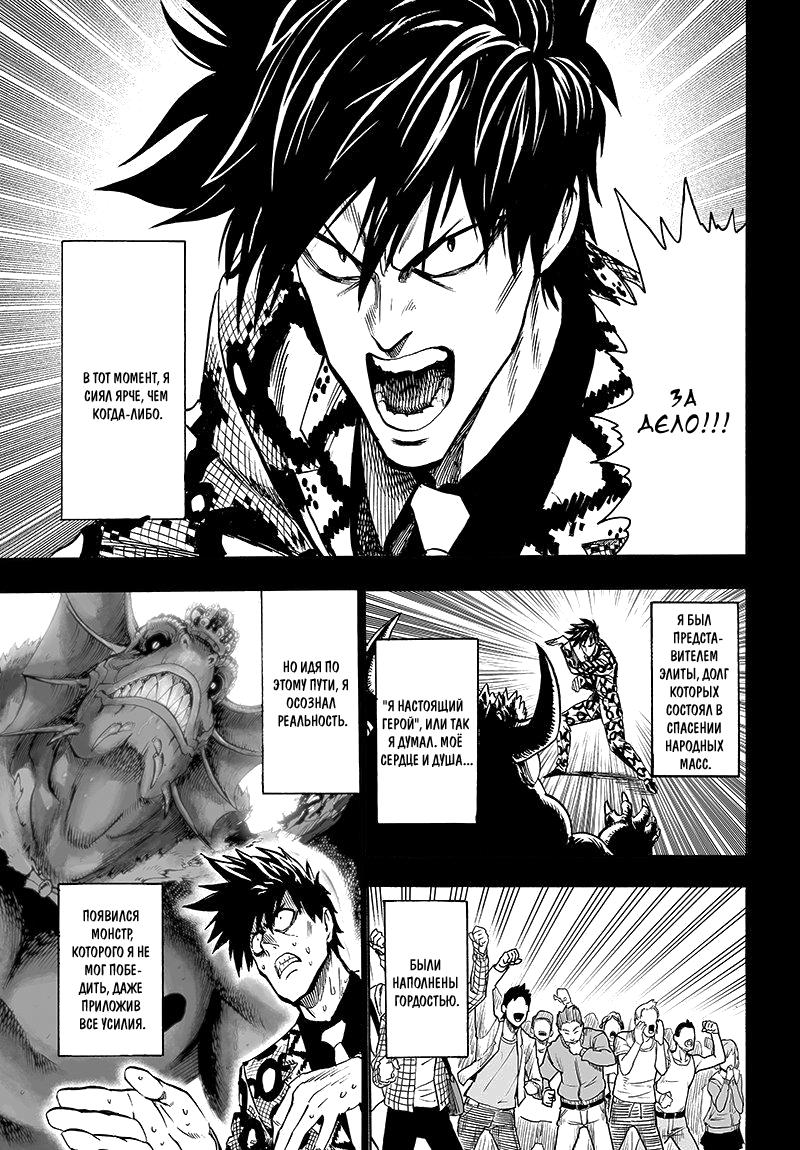 ЗА
ДЕЛО!!!
В ТОТ МОМЕНТ, Я
СИЯЛ ЯРЧЕ, ЧЕМ
КОГДА-ЛИБО.
Я БЫЛ
ПРЕДСТА-
ВИТЕЛЕМ
ЭЛИТЫ, ДОЛГ
КОТОРЫХ
СОСТОЯЛ В
СПАСЕНИИ
НАРОДНЫХ
МАСС.
"Я НАСТОЯЩИЙ
ГЕРОЙ", ИЛИ ТАК
Я ДУМАЛ. МОЁ
СЕРДЦЕ И ДУША...
БЫЛИ
НАПОЛНЕНЫ
ГОРДОСТЬЮ.
НО ИДЯ ПО
ЭТОМУ ПУТИ, Я
ОСОЗНАЛ
РЕАЛЬНОСТЬ.
ПОЯВИЛСЯ
МОНСТР,
КОТОРОГО Я НЕ
МОГ ПОБЕ-
ДИТЬ, ДАЖЕ
ПРИЛОЖИВ
ВСЕ УСИЛИЯ.